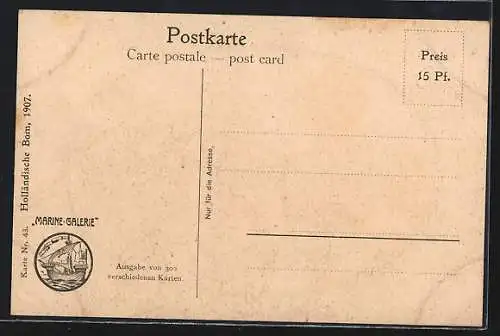 Postkarte
Carte postale — post card
Preis
15 Pf.
Nur für die Adresse,
Karte No. 43. Holländische Bom, 1907.
„MARINE-GALERIE“
Ausgabe von 300
verschiedenen Karten.